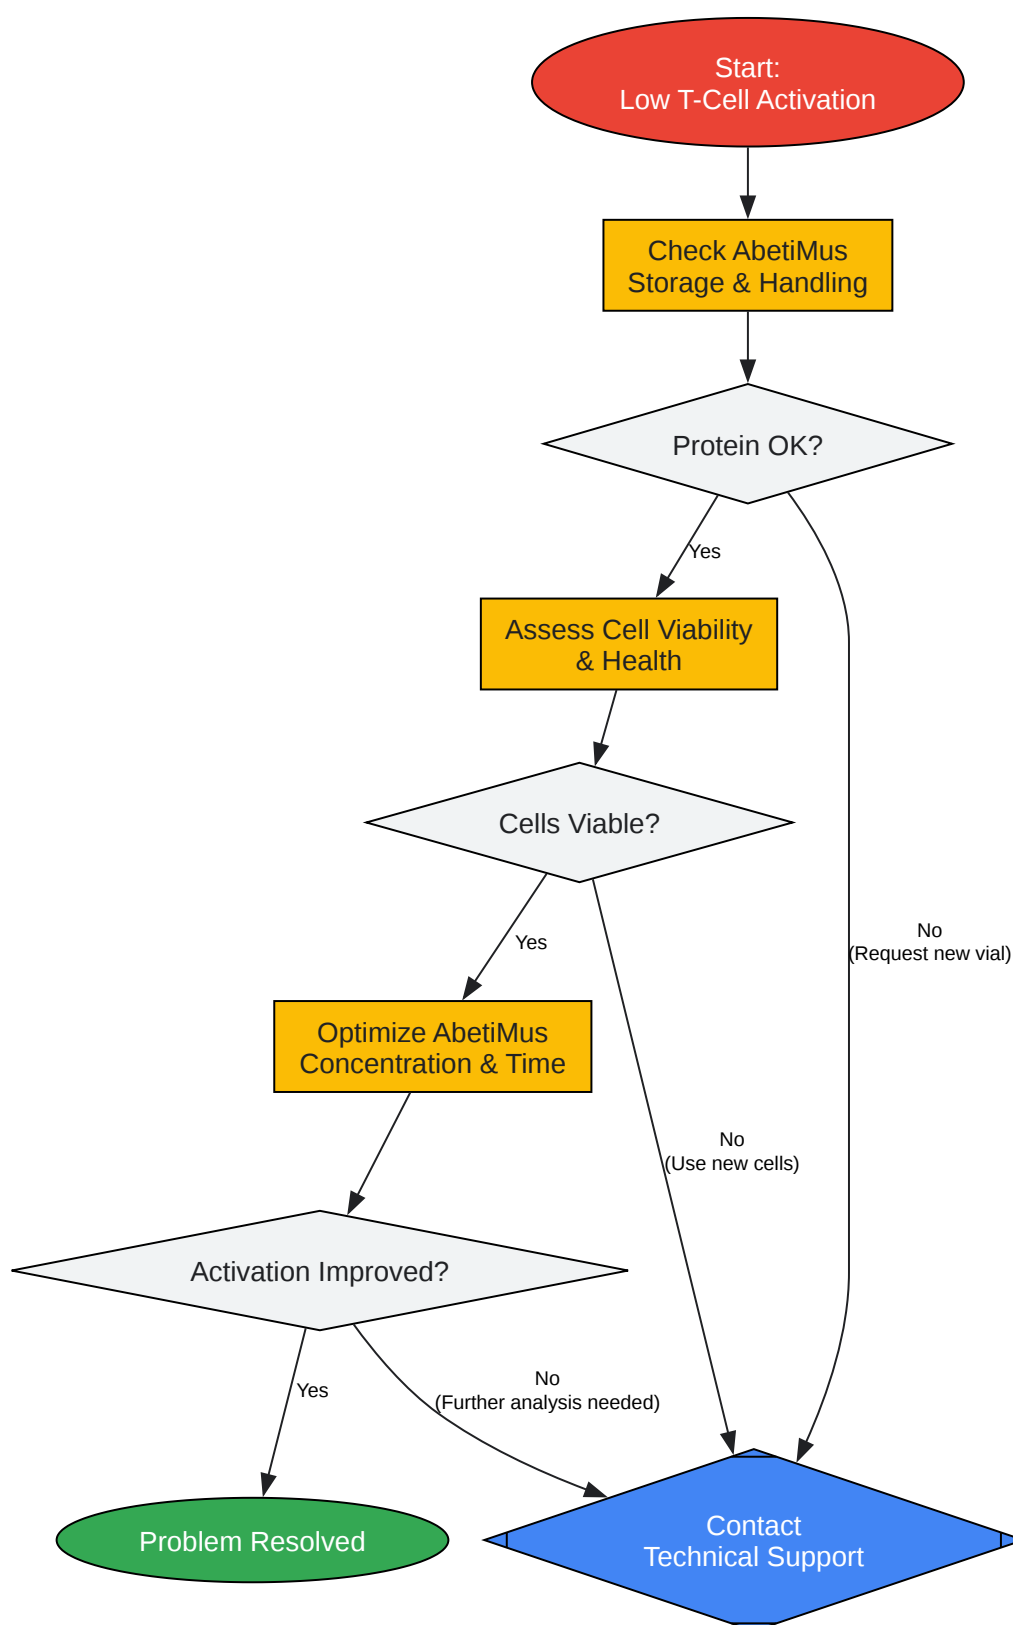 Start:
Low T-Cell Activation
Check AbetiMus
Storage & Handling
Protein OK?
Yes
Assess Cell Viability
& Health
Cells Viable?
No
(Request new vial)
Yes
Optimize AbetiMus
Concentration & Time
No
(Use new cells)
Activation Improved?
Yes
No
(Further analysis needed)
Problem Resolved
Contact
Technical Support